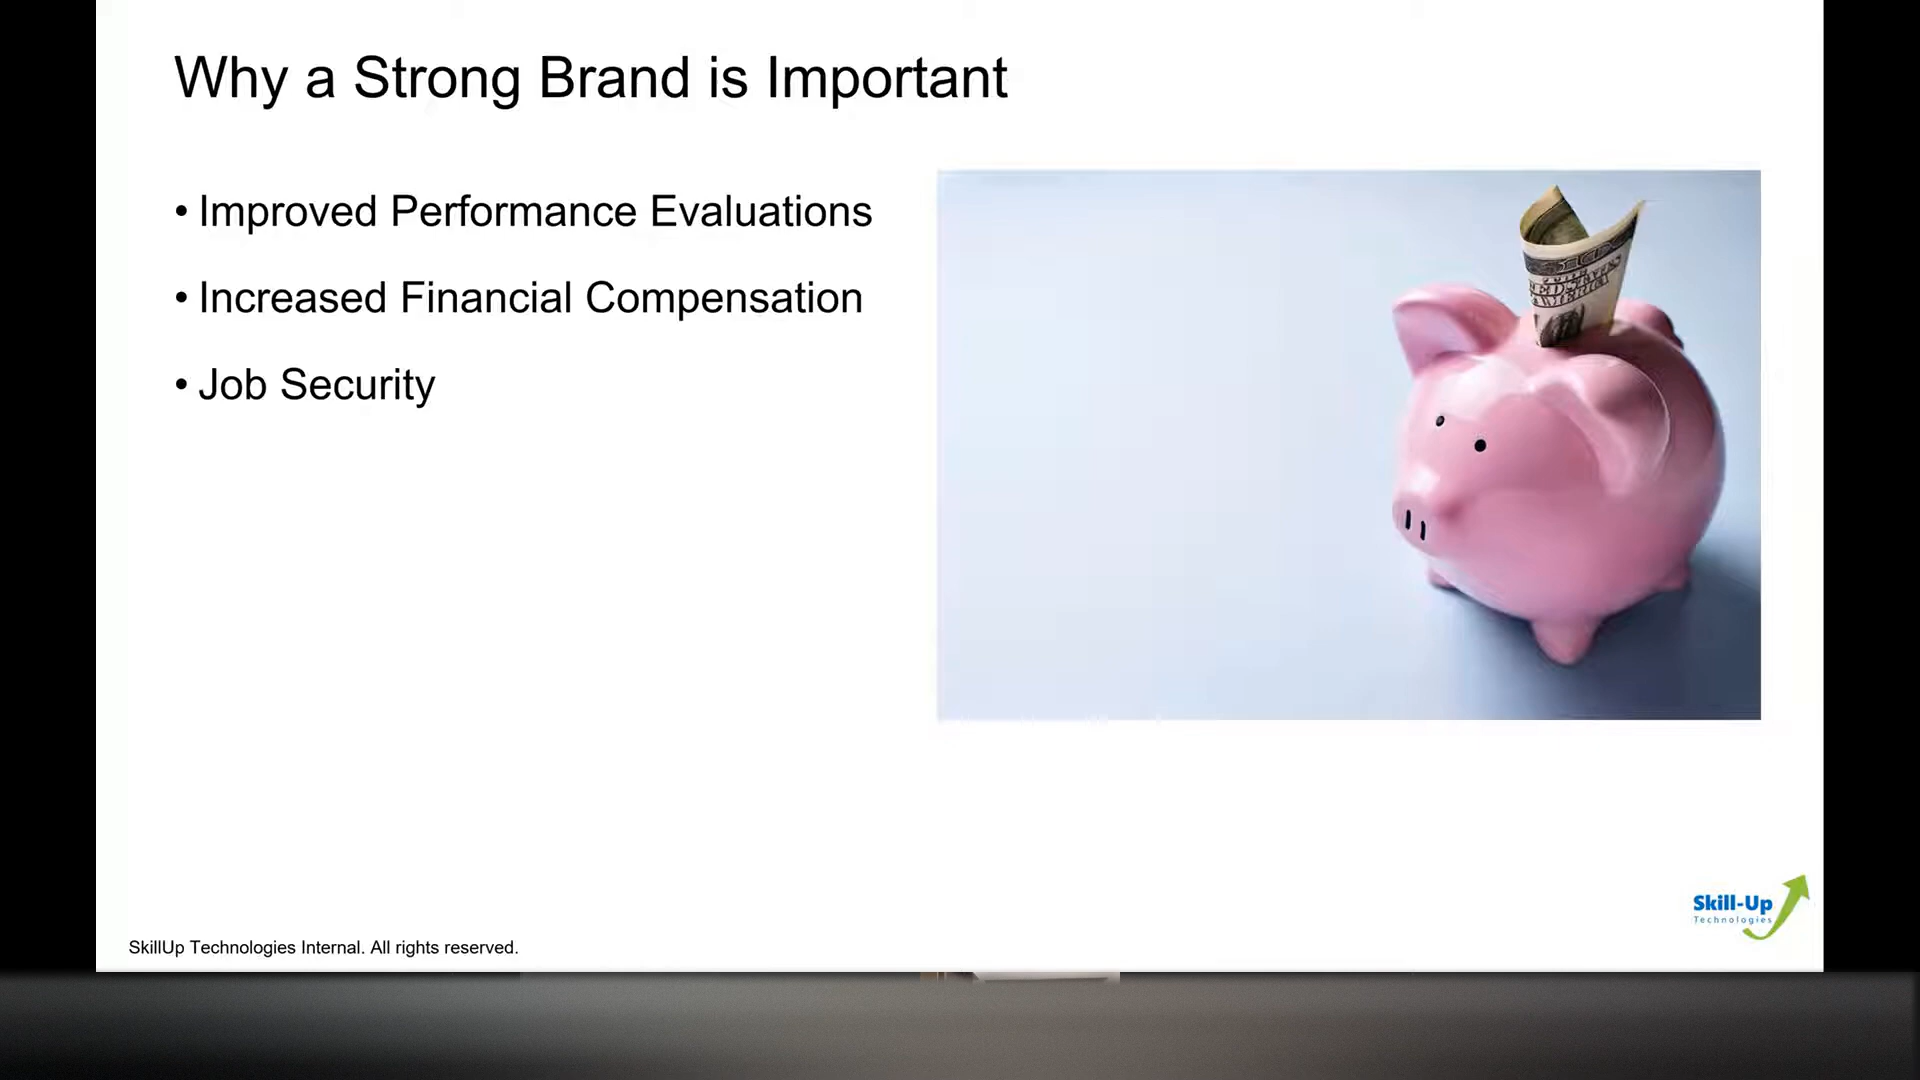 Why a Strong Brand is Important
• Improved Performance Evaluations
• Increased Financial Compensation
• Job Security
Skill-Up
Technologies
SkillUp Technologies Internal. All rights reserved.